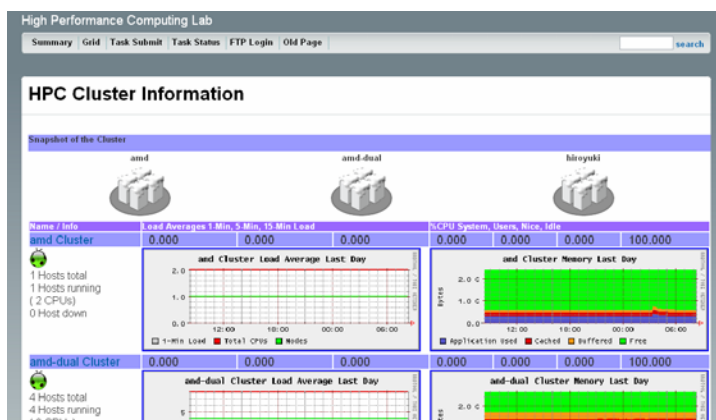 High Performance Computing Lab
Summary Grid Task Submit Task Status FTP Login Old Page search
HPC Cluster Information
Snapshot of the Cluster
amd amd-dual hiroyuki
Name / Info Load Averages 1-Min, 5-Min, 15-Min Load %CPU System, Users, Nice, Idle
amd Cluster 0.000 0.000 0.000 0.000 0.000 0.000 100.000
1 Hosts total
1 Hosts running
( 2 CPUs)
0 Host down
amd Cluster Load Average Last Day
2.0
1.0
0.0
12:00 18:00 00:00 06:00
1-Min Load Total CPUs Nodes
amd Cluster Memory Last Day
Bytes
2.0 G
1.0 G
0.0
12:00 18:00 00:00 06:00
Application Used Cached Buffered Free
amd-dual Cluster 0.000 0.000 0.000 0.000 0.000 0.000 100.000
4 Hosts total
4 Hosts running
amd-dual Cluster Load Average Last Day
5
amd-dual Cluster Memory Last Day
2.0 G